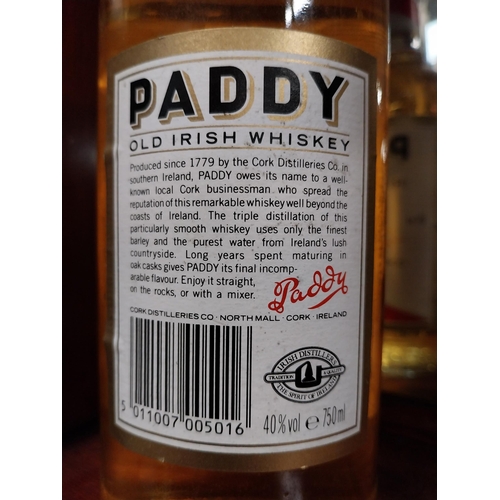 PADDY
OLD IRISH WHISKEY
Produced since 1779 by the Cork Distilleries Co. in
southern Ireland, PADDY owes its name to a well-
known local Cork businessman who spread the
reputation of this remarkable whiskey well beyond the
coasts of Ireland. The triple distillation of this
particularly smooth whiskey uses only the finest
barley and the purest water from Ireland's lush
countryside. Long years spent maturing in
oak casks gives PADDY its final incomp-
arable flavour. Enjoy it straight,
on the rocks, or with a mixer.
Paddy
CORK DISTILLERIES CO · NORTH MALL · CORK · IRELAND
IRISH DISTILLERS
TRADITION
THE SPIRIT OF IRELAND
5 011007 005016
40% vol e 750ml